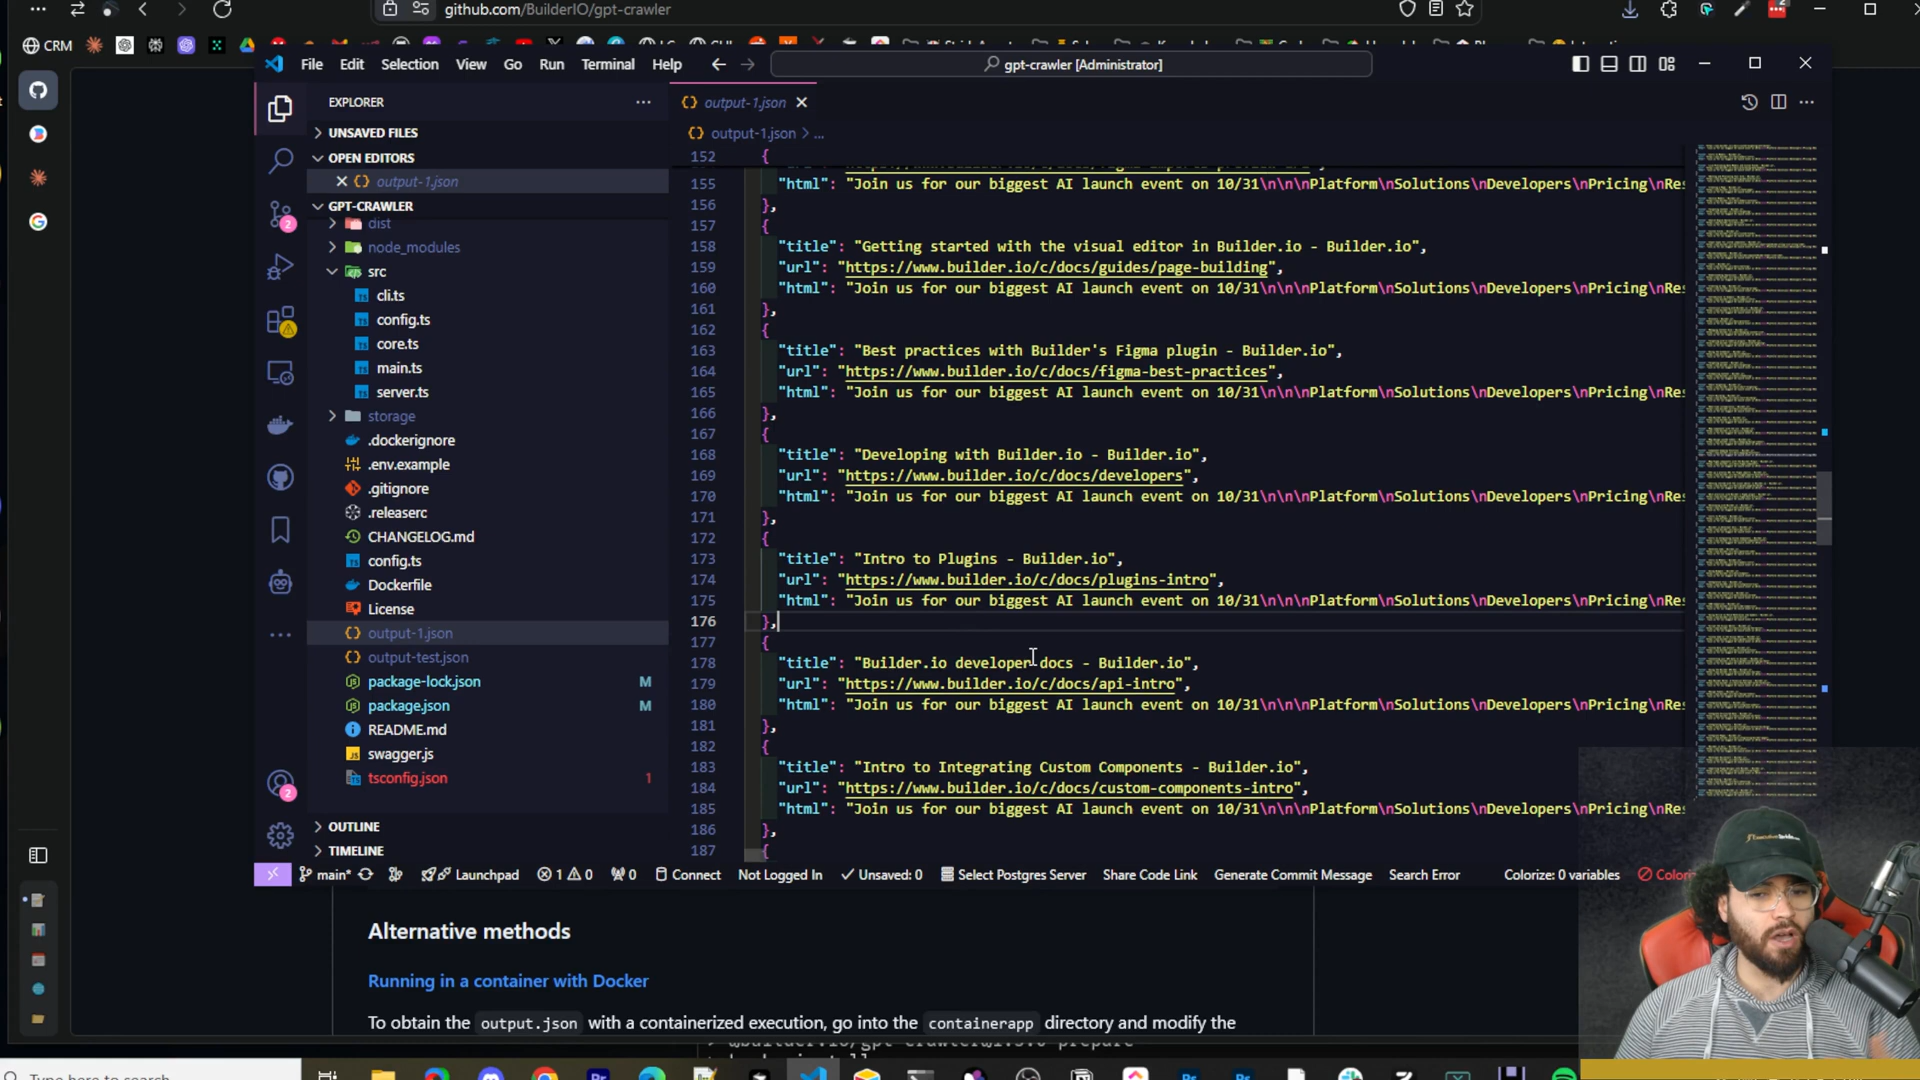 github.com/BuilderIO/gpt-crawler
CRM
File Edit Selection View Go Run Terminal Help
gpt-crawler [Administrator]
EXPLORER
UNSAVED FILES
OPEN EDITORS
output-1.json
GPT-CRAWLER
dist
node_modules
src
cli.ts
config.ts
core.ts
main.ts
server.ts
storage
.dockerignore
.env.example
.gitignore
.releaserc
CHANGELOG.md
config.ts
Dockerfile
License
output-1.json
output-test.json
package-lock.json M
package.json M
README.md
swagger.js
tsconfig.json 1
OUTLINE
TIMELINE
output-1.json
output-1.json > ...
152 {
155 "html": "Join us for our biggest AI launch event on 10/31\n\n\nPlatform\nSolutions\nDevelopers\nPricing\nRes
156 },
157 {
158 "title": "Getting started with the visual editor in Builder.io - Builder.io",
159 "url": "https://www.builder.io/c/docs/guides/page-building",
160 "html": "Join us for our biggest AI launch event on 10/31\n\n\nPlatform\nSolutions\nDevelopers\nPricing\nRes
161 },
162 {
163 "title": "Best practices with Builder's Figma plugin - Builder.io",
164 "url": "https://www.builder.io/c/docs/figma-best-practices",
165 "html": "Join us for our biggest AI launch event on 10/31\n\n\nPlatform\nSolutions\nDevelopers\nPricing\nRes
166 },
167 {
168 "title": "Developing with Builder.io - Builder.io",
169 "url": "https://www.builder.io/c/docs/developers",
170 "html": "Join us for our biggest AI launch event on 10/31\n\n\nPlatform\nSolutions\nDevelopers\nPricing\nRes
171 },
172 {
173 "title": "Intro to Plugins - Builder.io",
174 "url": "https://www.builder.io/c/docs/plugins-intro",
175 "html": "Join us for our biggest AI launch event on 10/31\n\n\nPlatform\nSolutions\nDevelopers\nPricing\nRes
176 },
177 {
178 "title": "Builder.io developer docs - Builder.io",
179 "url": "https://www.builder.io/c/docs/api-intro",
180 "html": "Join us for our biggest AI launch event on 10/31\n\n\nPlatform\nSolutions\nDevelopers\nPricing\nRes
181 },
182 {
183 "title": "Intro to Integrating Custom Components - Builder.io",
184 "url": "https://www.builder.io/c/docs/custom-components-intro",
185 "html": "Join us for our biggest AI launch event on 10/31\n\n\nPlatform\nSolutions\nDevelopers\nPricing\nRes
186 },
187 {
main* Launchpad 1 0 0 Connect Not Logged In Unsaved: 0 Select Postgres Server Share Code Link Generate Commit Message Search Error Colorize: 0 variables
Alternative methods
Running in a container with Docker
To obtain the output.json with a containerized execution, go into the containerapp directory and modify the
Type here to search